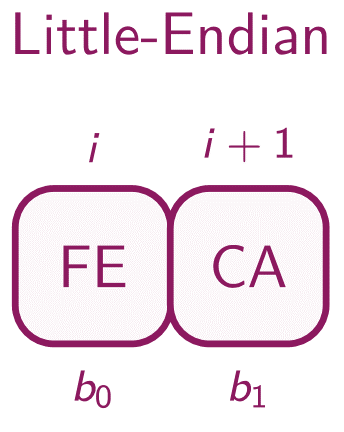 Little-Endian
i i + 1
FE CA
b₀ b₁